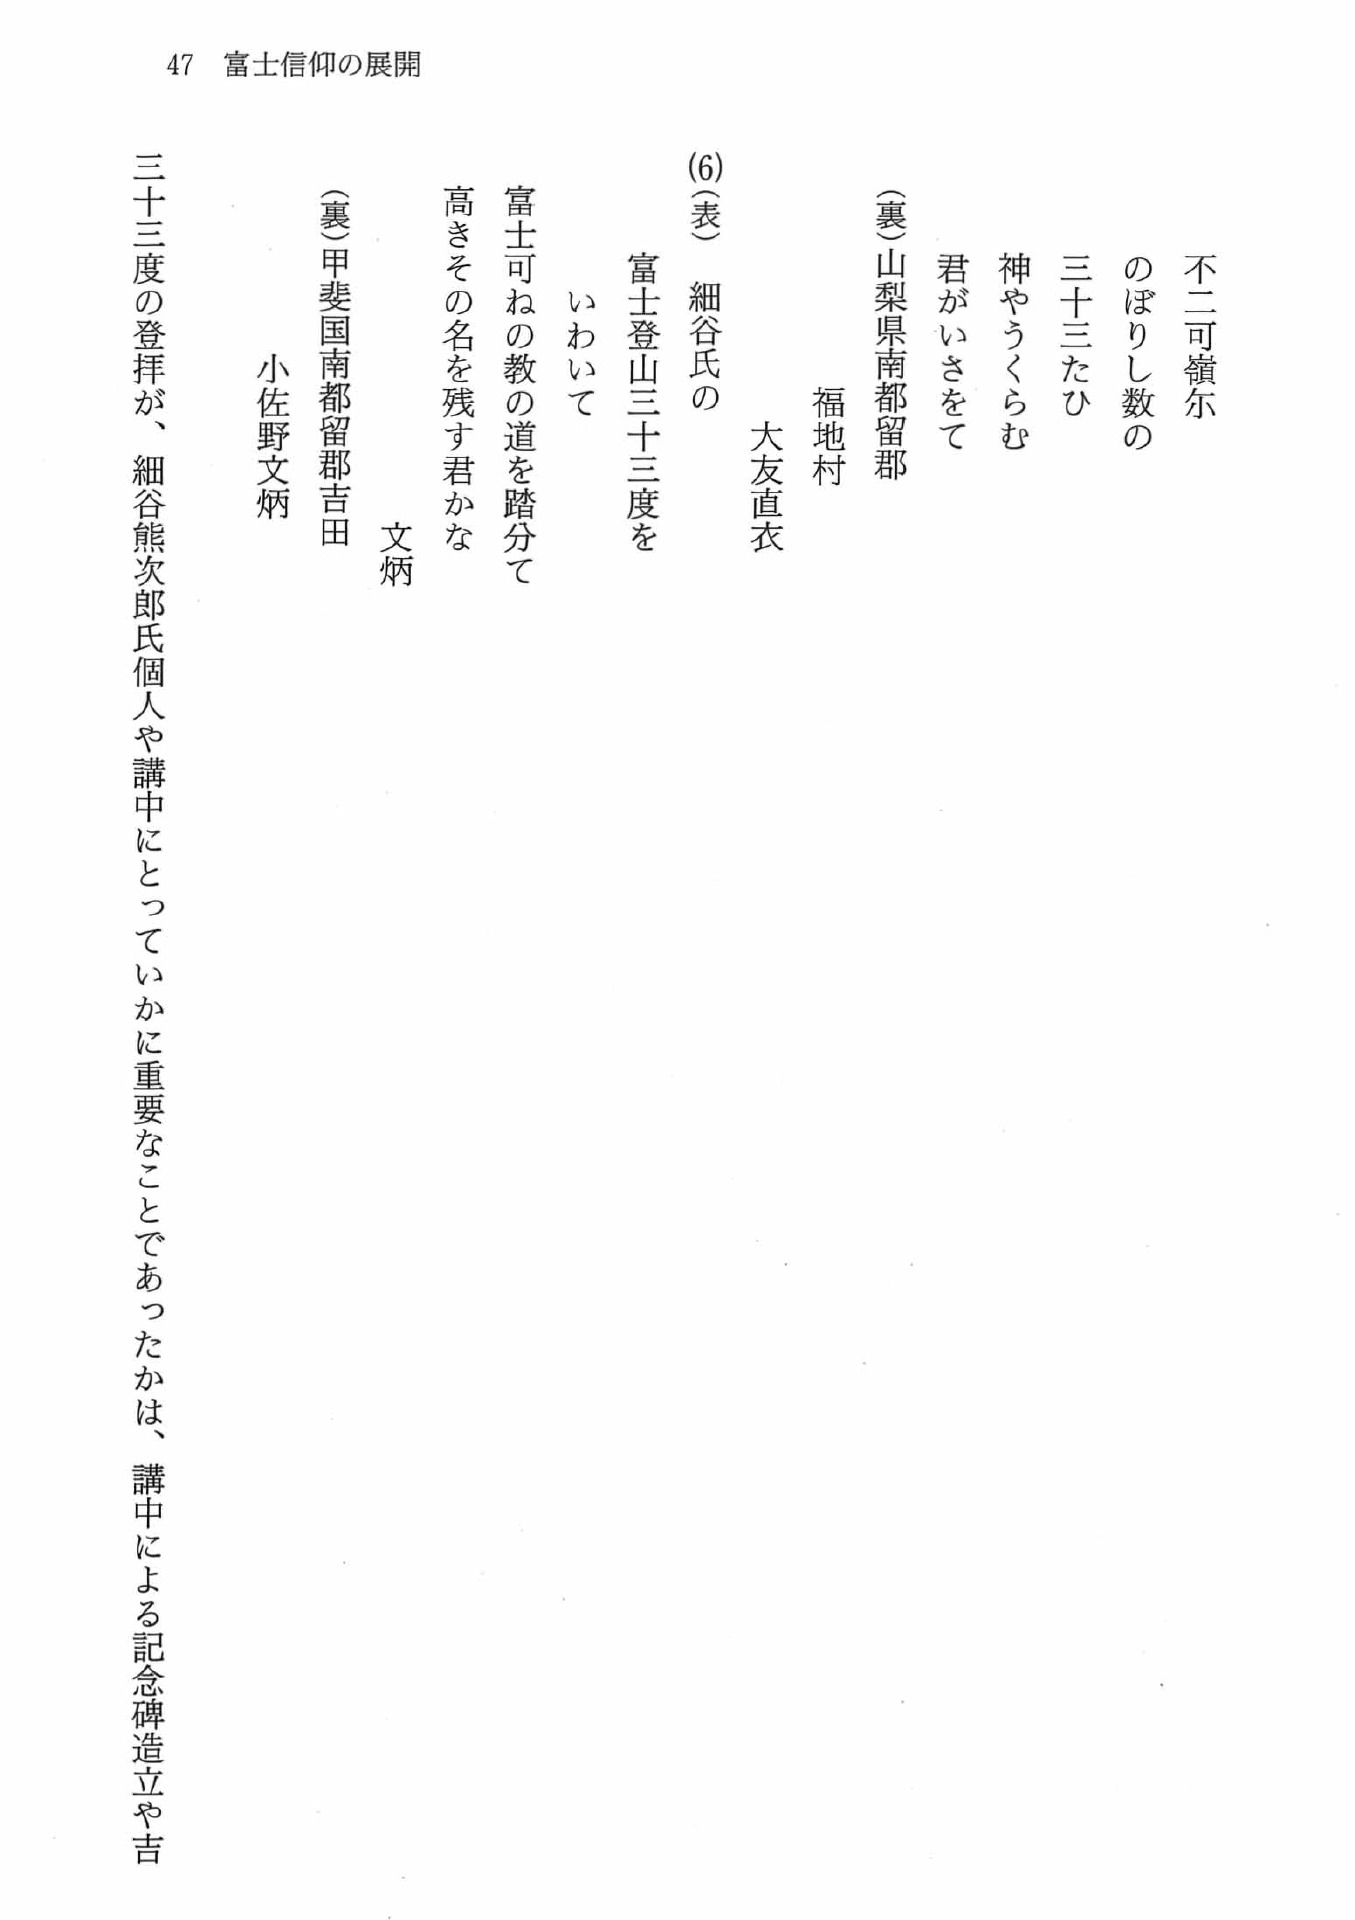 47 富士信仰の展開
不二可嶺尓
のぼりし数の
三十三たひ
神やうくらむ
君がいさをて
（裏）山梨県南都留郡
福地村
大友直衣
(6)（表） 細谷氏の
富士登山三十三度を
いわいて
富士可ねの教の道を踏分て
高きその名を残す君かな
文炳
（裏）甲斐国南都留郡吉田
小佐野文炳
三十三度の登拝が、細谷熊次郎氏個人や講中にとっていかに重要なことであったかは、講中による記念碑造立や吉